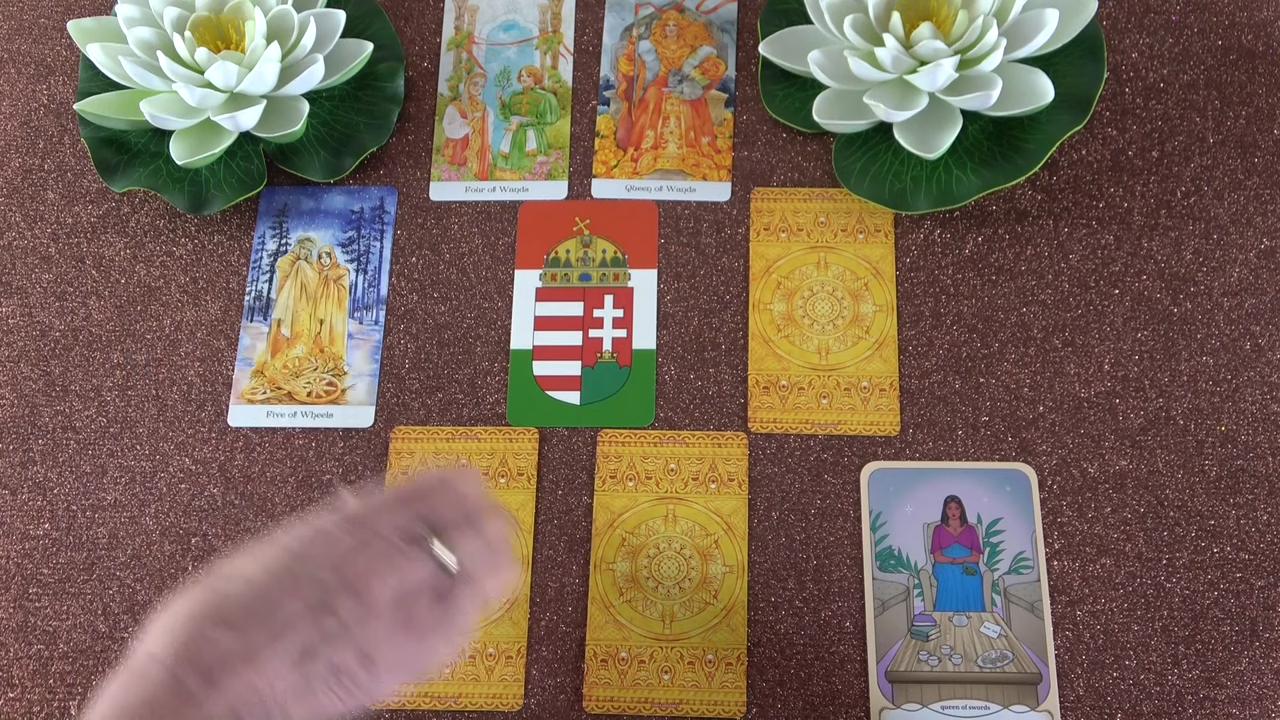 Four of Wands
Queen of Wands
Five of Wheels
queen of swords